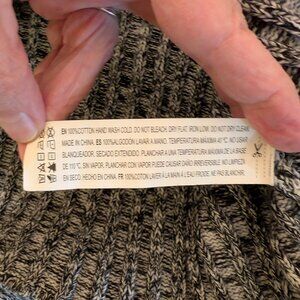 EN 100%COTTON HAND WASH COLD. DO NOT BLEACH. DRY FLAT. IRON LOW. DO NOT DRY CLEAN.
MADE IN CHINA. ES 100%ALGODON LAVAR A MANO. TEMPERATURA MÁXIMA 40°C. NO USAR
BLANQUEADOR. SECADO EXTENDIDO. PLANCHAR A UNA TEMPERATURA MÁXIMA DE LA BASE
DE 110°C. SIN VAPOR. PLANCHAR CON VAPOR PUEDE CAUSAR DAÑO IRREVERSIBLE. NO LIMPIEZA
EN SECO. HECHO EN CHINA. FR 100%COTON LAVER À LA MAIN À L'EAU FROIDE. NE PAS BLANCHIR.